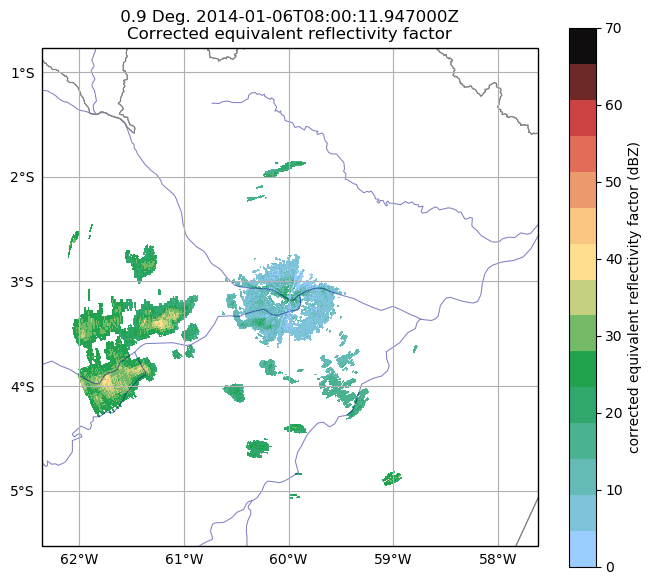 0.9 Deg. 2014-01-06T08:00:11.947000Z
Corrected equivalent reflectivity factor
1°S
2°S
3°S
4°S
5°S
62°W
61°W
60°W
59°W
58°W
70
60
50
40
30
20
10
0
corrected equivalent reflectivity factor (dBZ)